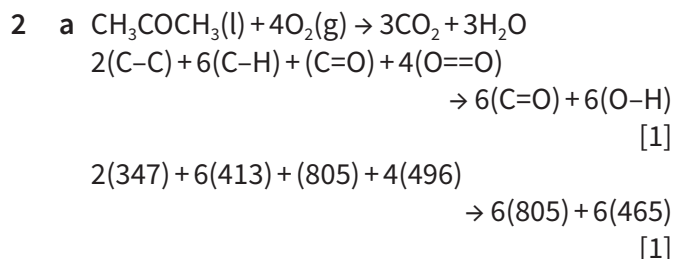 2 a CH₃COCH₃(l) + 4O₂(g) → 3CO₂ + 3H₂O
2(C–C) + 6(C–H) + (C=O) + 4(O==O)
→ 6(C=O) + 6(O–H)
[1]
2(347) + 6(413) + (805) + 4(496)
→ 6(805) + 6(465)
[1]